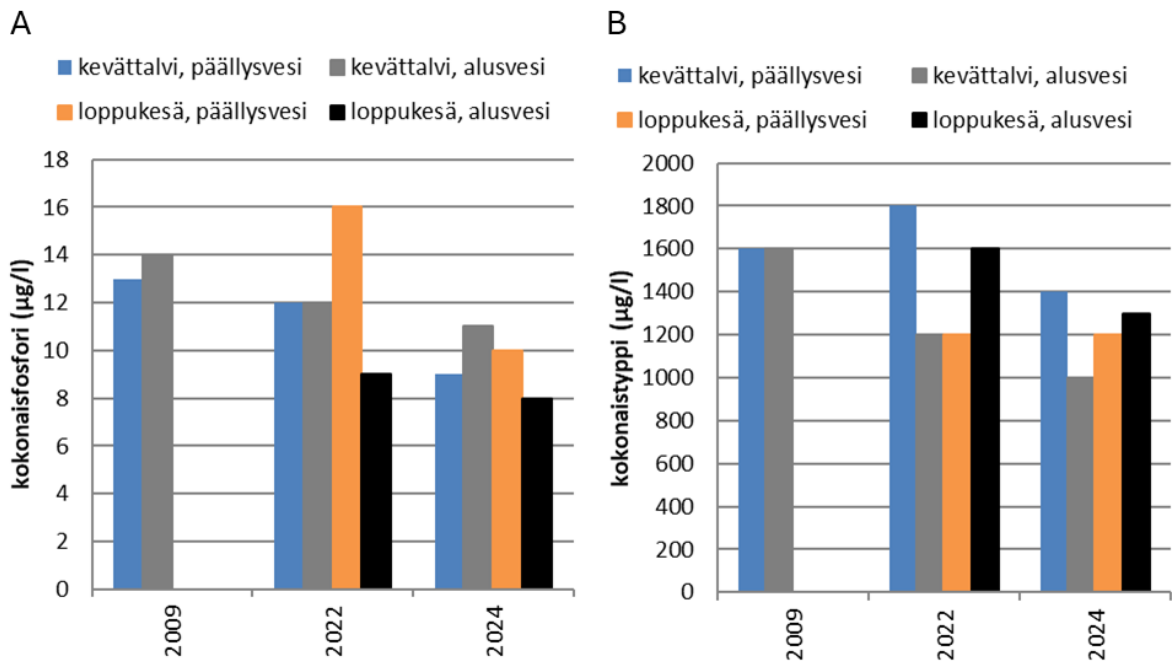 A
kevättalvi, päällysvesi
kevättalvi, alusvesi
loppukesä, päällysvesi
loppukesä, alusvesi
kokonaisfosfori (µg/l)
18
16
14
12
10
8
6
4
2
0
2009
2022
2024
B
kevättalvi, päällysvesi
kevättalvi, alusvesi
loppukesä, päällysvesi
loppukesä, alusvesi
kokonaistyppi (µg/l)
2000
1800
1600
1400
1200
1000
800
600
400
200
0
2009
2022
2024